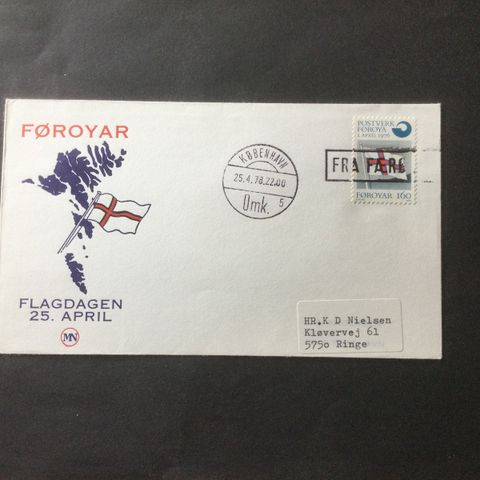 FØROYAR
FLAGDAGEN
25. APRIL
MN
KØBENHAVN
25.4.78.22.00
Omk. 5
POSTVERK
FØROYA
1. APRIL 1976
FRA FÆRØ
FØROYAR 160
HR.K D Nielsen
Kløvervej 61
575o Ringe